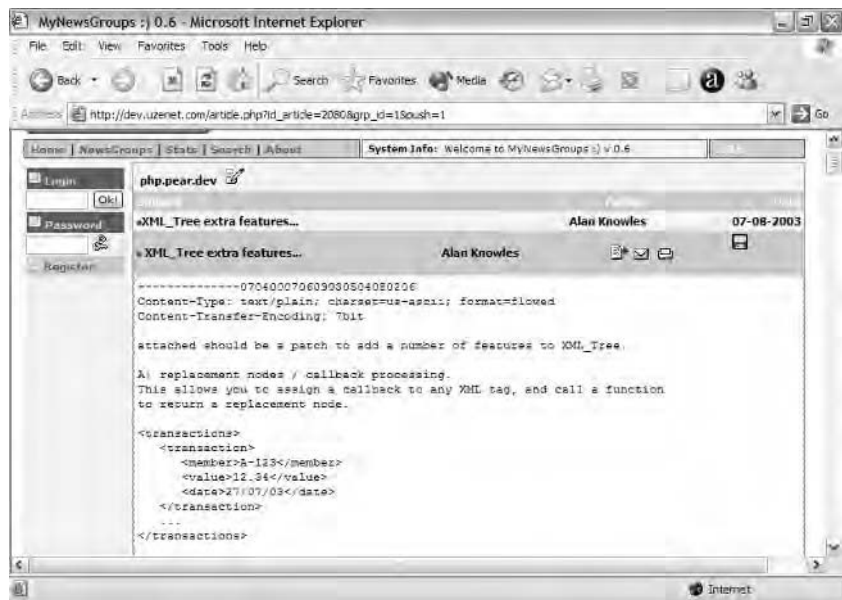 MyNewsGroups :) 0.6 - Microsoft Internet Explorer
File Edit View Favorites Tools Help
Back Search Favorites Media
Address http://dev.uzenet.com/article.php?id_article=2080&grp_id=1&push=1 Go
Home | NewsGroups | Stats | Search | About System Info: Welcome to MyNewsGroups :) v 0.6
Login
Ok!
Password
Register
php.pear.dev
•XML_Tree extra features... Alan Knowles 07-08-2003
• XML_Tree extra features... Alan Knowles
Content-Type: text/plain; charset=us-ascii; format=flowed
Content-Transfer-Encoding: 7bit
attached should be a patch to add a number of features to XML_Tree.
A) replacement nodes / callback processing.
This allows you to assign a callback to any XML tag, and call a function
to return a replacement node.
<transactions>
<transaction>
<member>A-123</member>
<value>12.34</value>
<date>27/07/03</date>
</transaction>
...
</transactions>
Internet